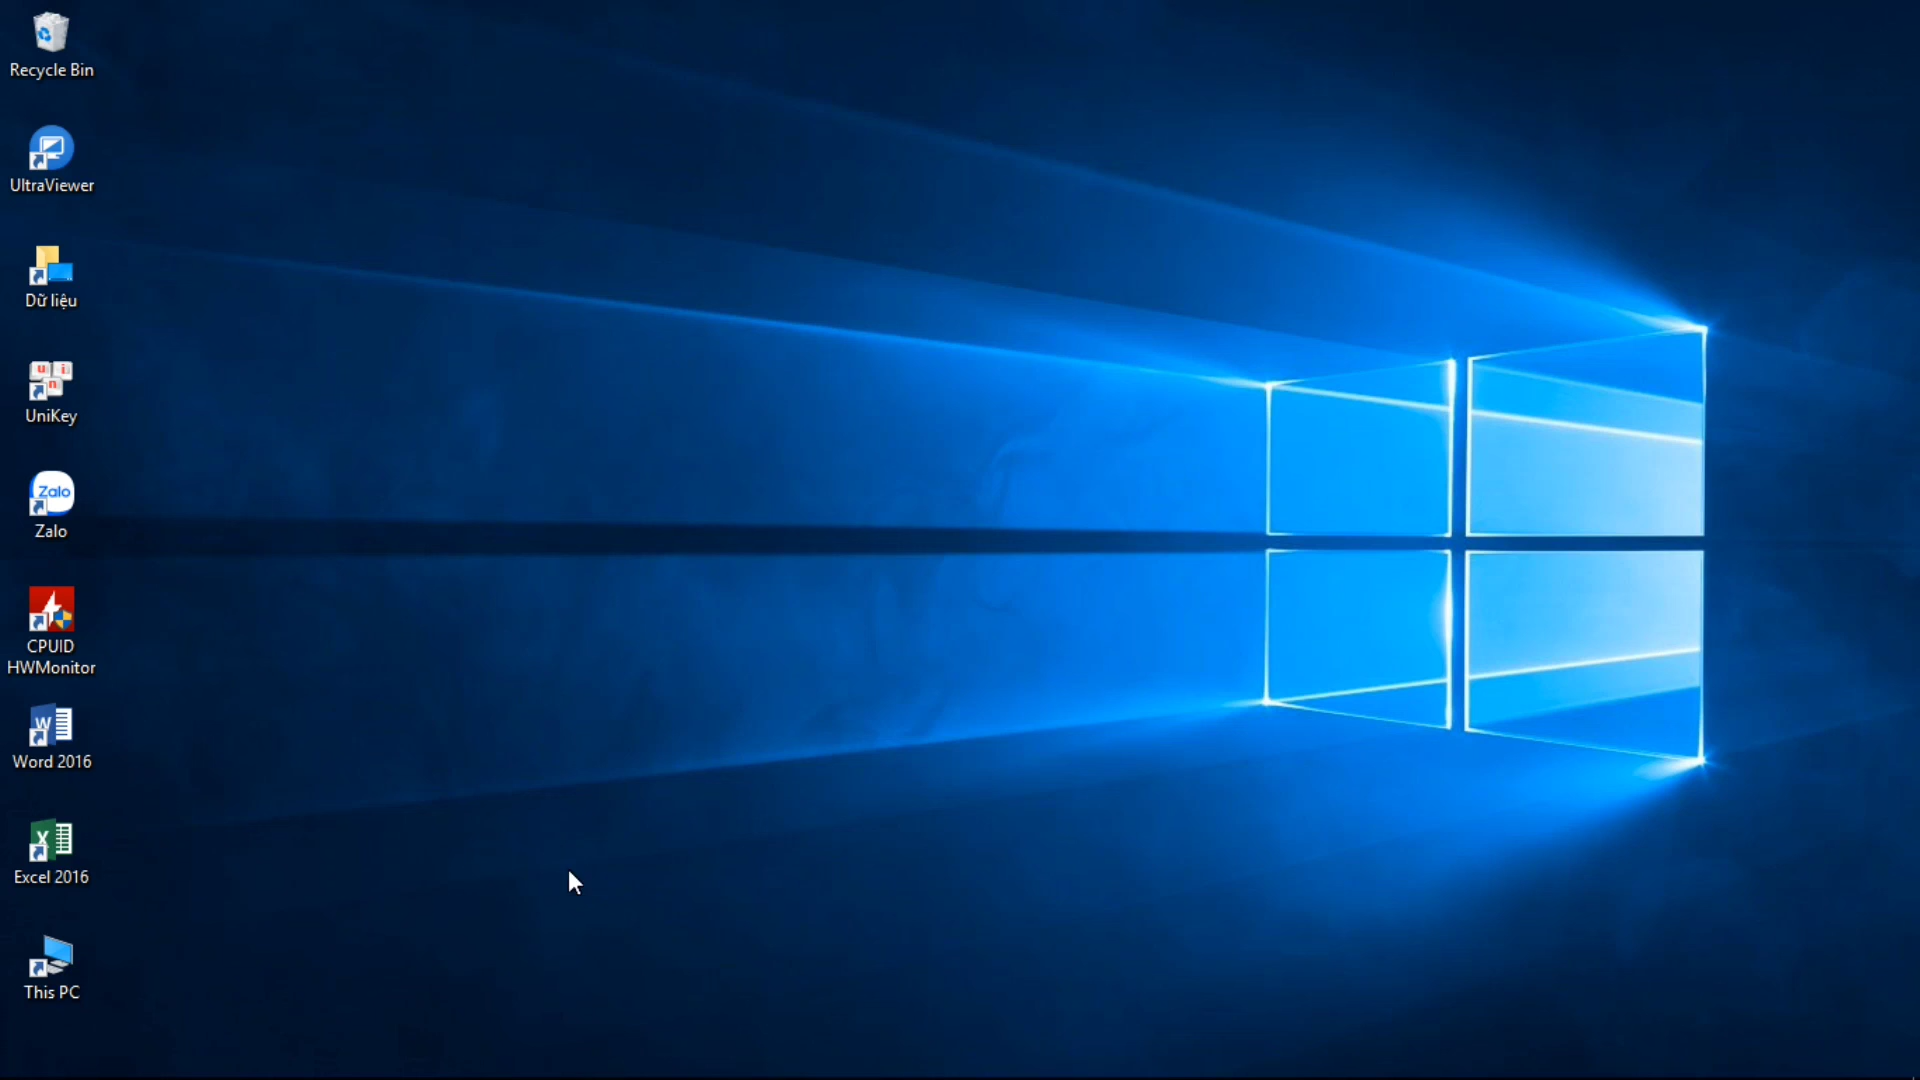 Recycle Bin
UltraViewer
Dữ liệu
u i
n
UniKey
Zalo
Zalo
CPUID
HWMonitor
W
Word 2016
X
Excel 2016
This PC